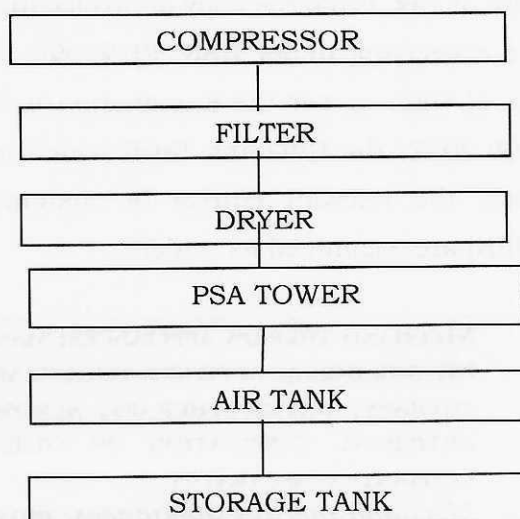 COMPRESSOR
FILTER
DRYER
PSA TOWER
AIR TANK
STORAGE TANK